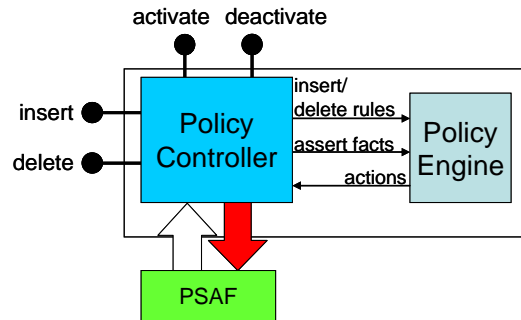 activate
deactivate
insert
delete
Policy
Controller
insert/
delete rules
assert facts
actions
Policy
Engine
PSAF